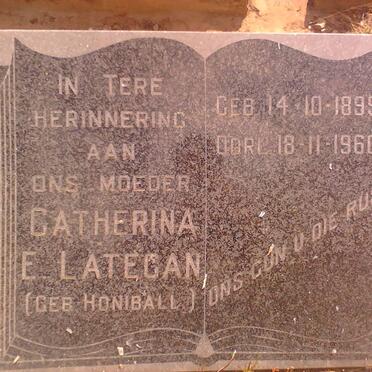 IN TERE
HERINNERING
AAN
ONS MOEDER
CATHERINA
E. LATEGAN
(GEB HONIBALL)
GEB. 14-10-1895
OORL. 18-11-1960
ONS GUN U DIE RU